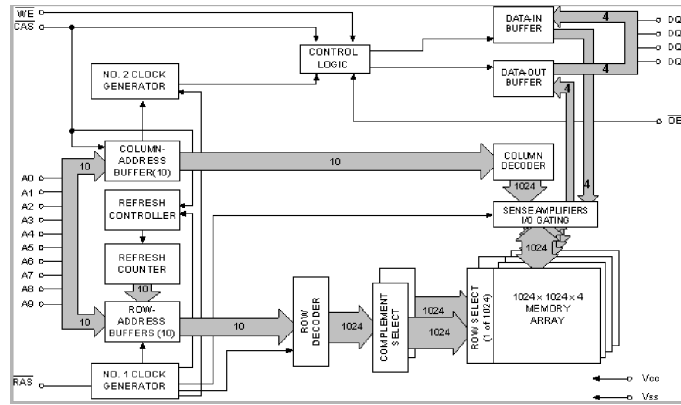 WE
CAS
NO. 2 CLOCK
GENERATOR
CONTROL
LOGIC
DATA-IN
BUFFER
DATA-OUT
BUFFER
4
4
4
4
DQ
DQ
DQ
DQ
OE
COLUMN-
ADDRESS
BUFFER(10)
10
10
COLUMN
DECODER
1024
4
SENSE AMPLIFIERS
I/O GATING
A0
A1
A2
A3
A4
A5
A6
A7
A8
A9
REFRESH
CONTROLLER
REFRESH
COUNTER
10
ROW-
ADDRESS
BUFFERS (10)
10
10
ROW
DECODER
1024
COMPLEMENT
SELECT
1024
1024
1024
ROW SELECT
(1 of 1024)
1024 x 1024 x 4
MEMORY
ARRAY
RAS
NO. 1 CLOCK
GENERATOR
Vcc
Vss